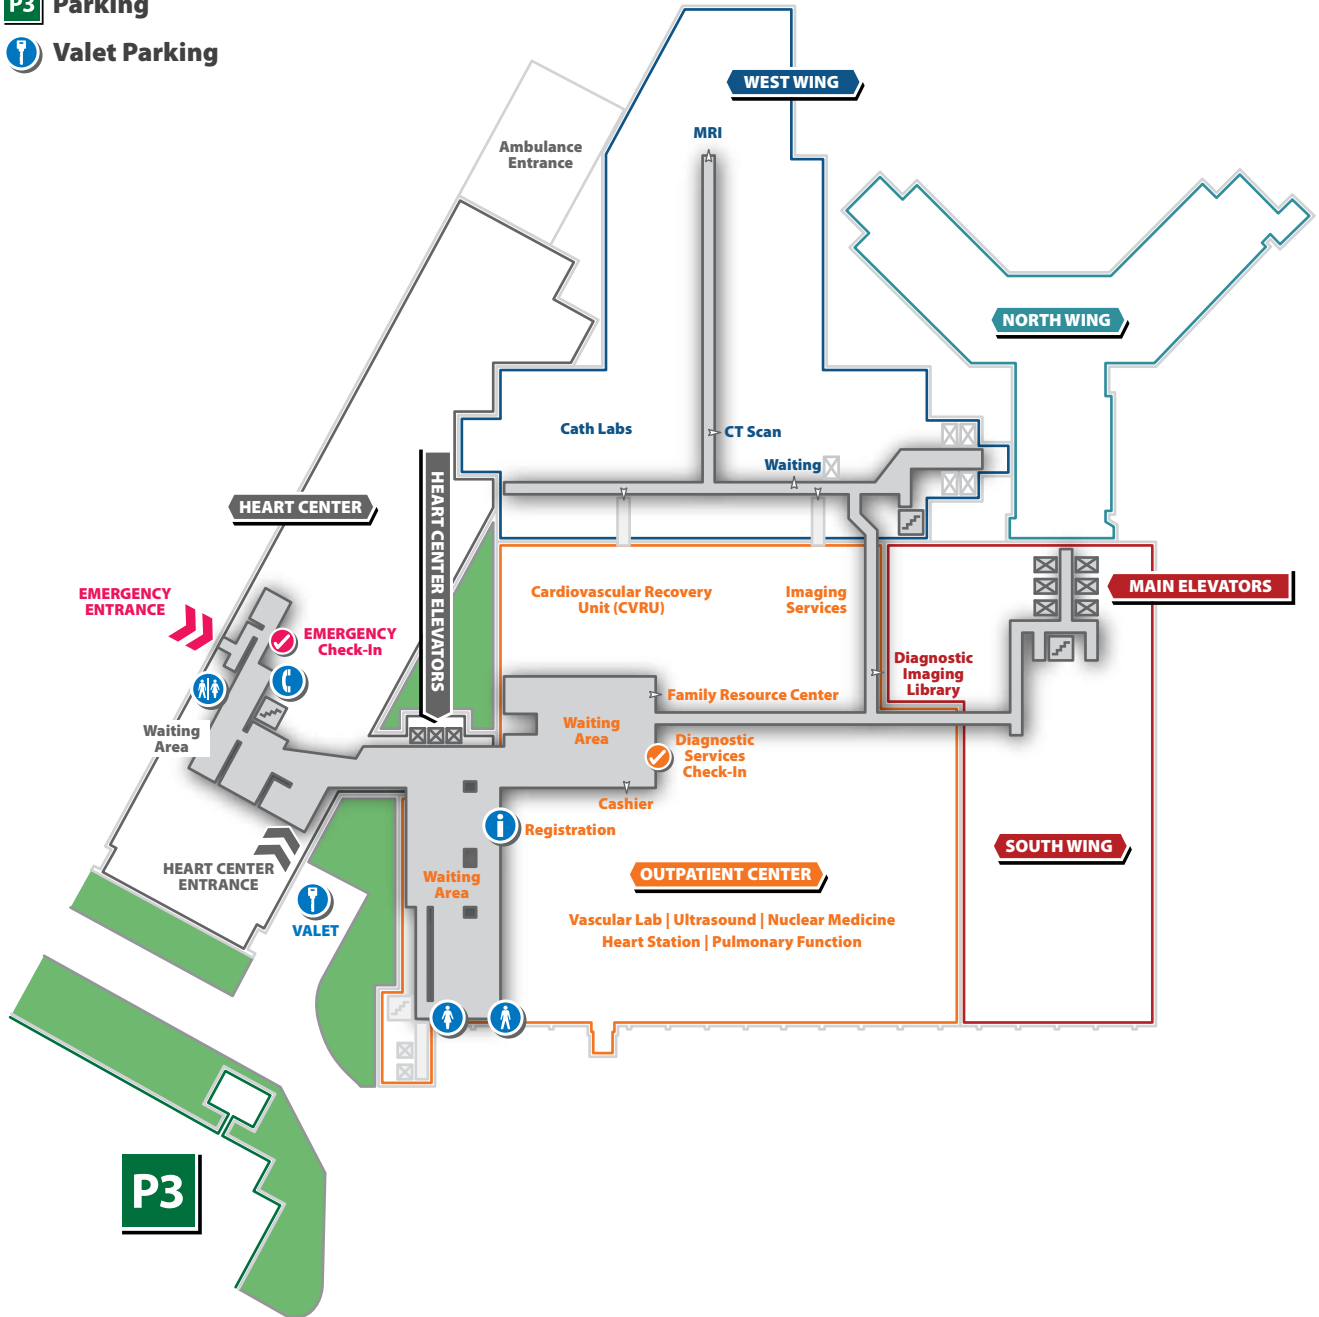 P3 Parking
Valet Parking
WEST WING
MRI
Ambulance
Entrance
NORTH WING
Cath Labs
CT Scan
Waiting
HEART CENTER
HEART CENTER ELEVATORS
EMERGENCY
ENTRANCE
EMERGENCY
Check-In
Cardiovascular Recovery
Unit (CVRU)
Imaging
Services
MAIN ELEVATORS
Diagnostic
Imaging
Library
Family Resource Center
Waiting
Area
Waiting
Area
Diagnostic
Services
Check-In
Cashier
Registration
HEART CENTER
ENTRANCE
Waiting
Area
VALET
OUTPATIENT CENTER
Vascular Lab | Ultrasound | Nuclear Medicine
Heart Station | Pulmonary Function
SOUTH WING
P3